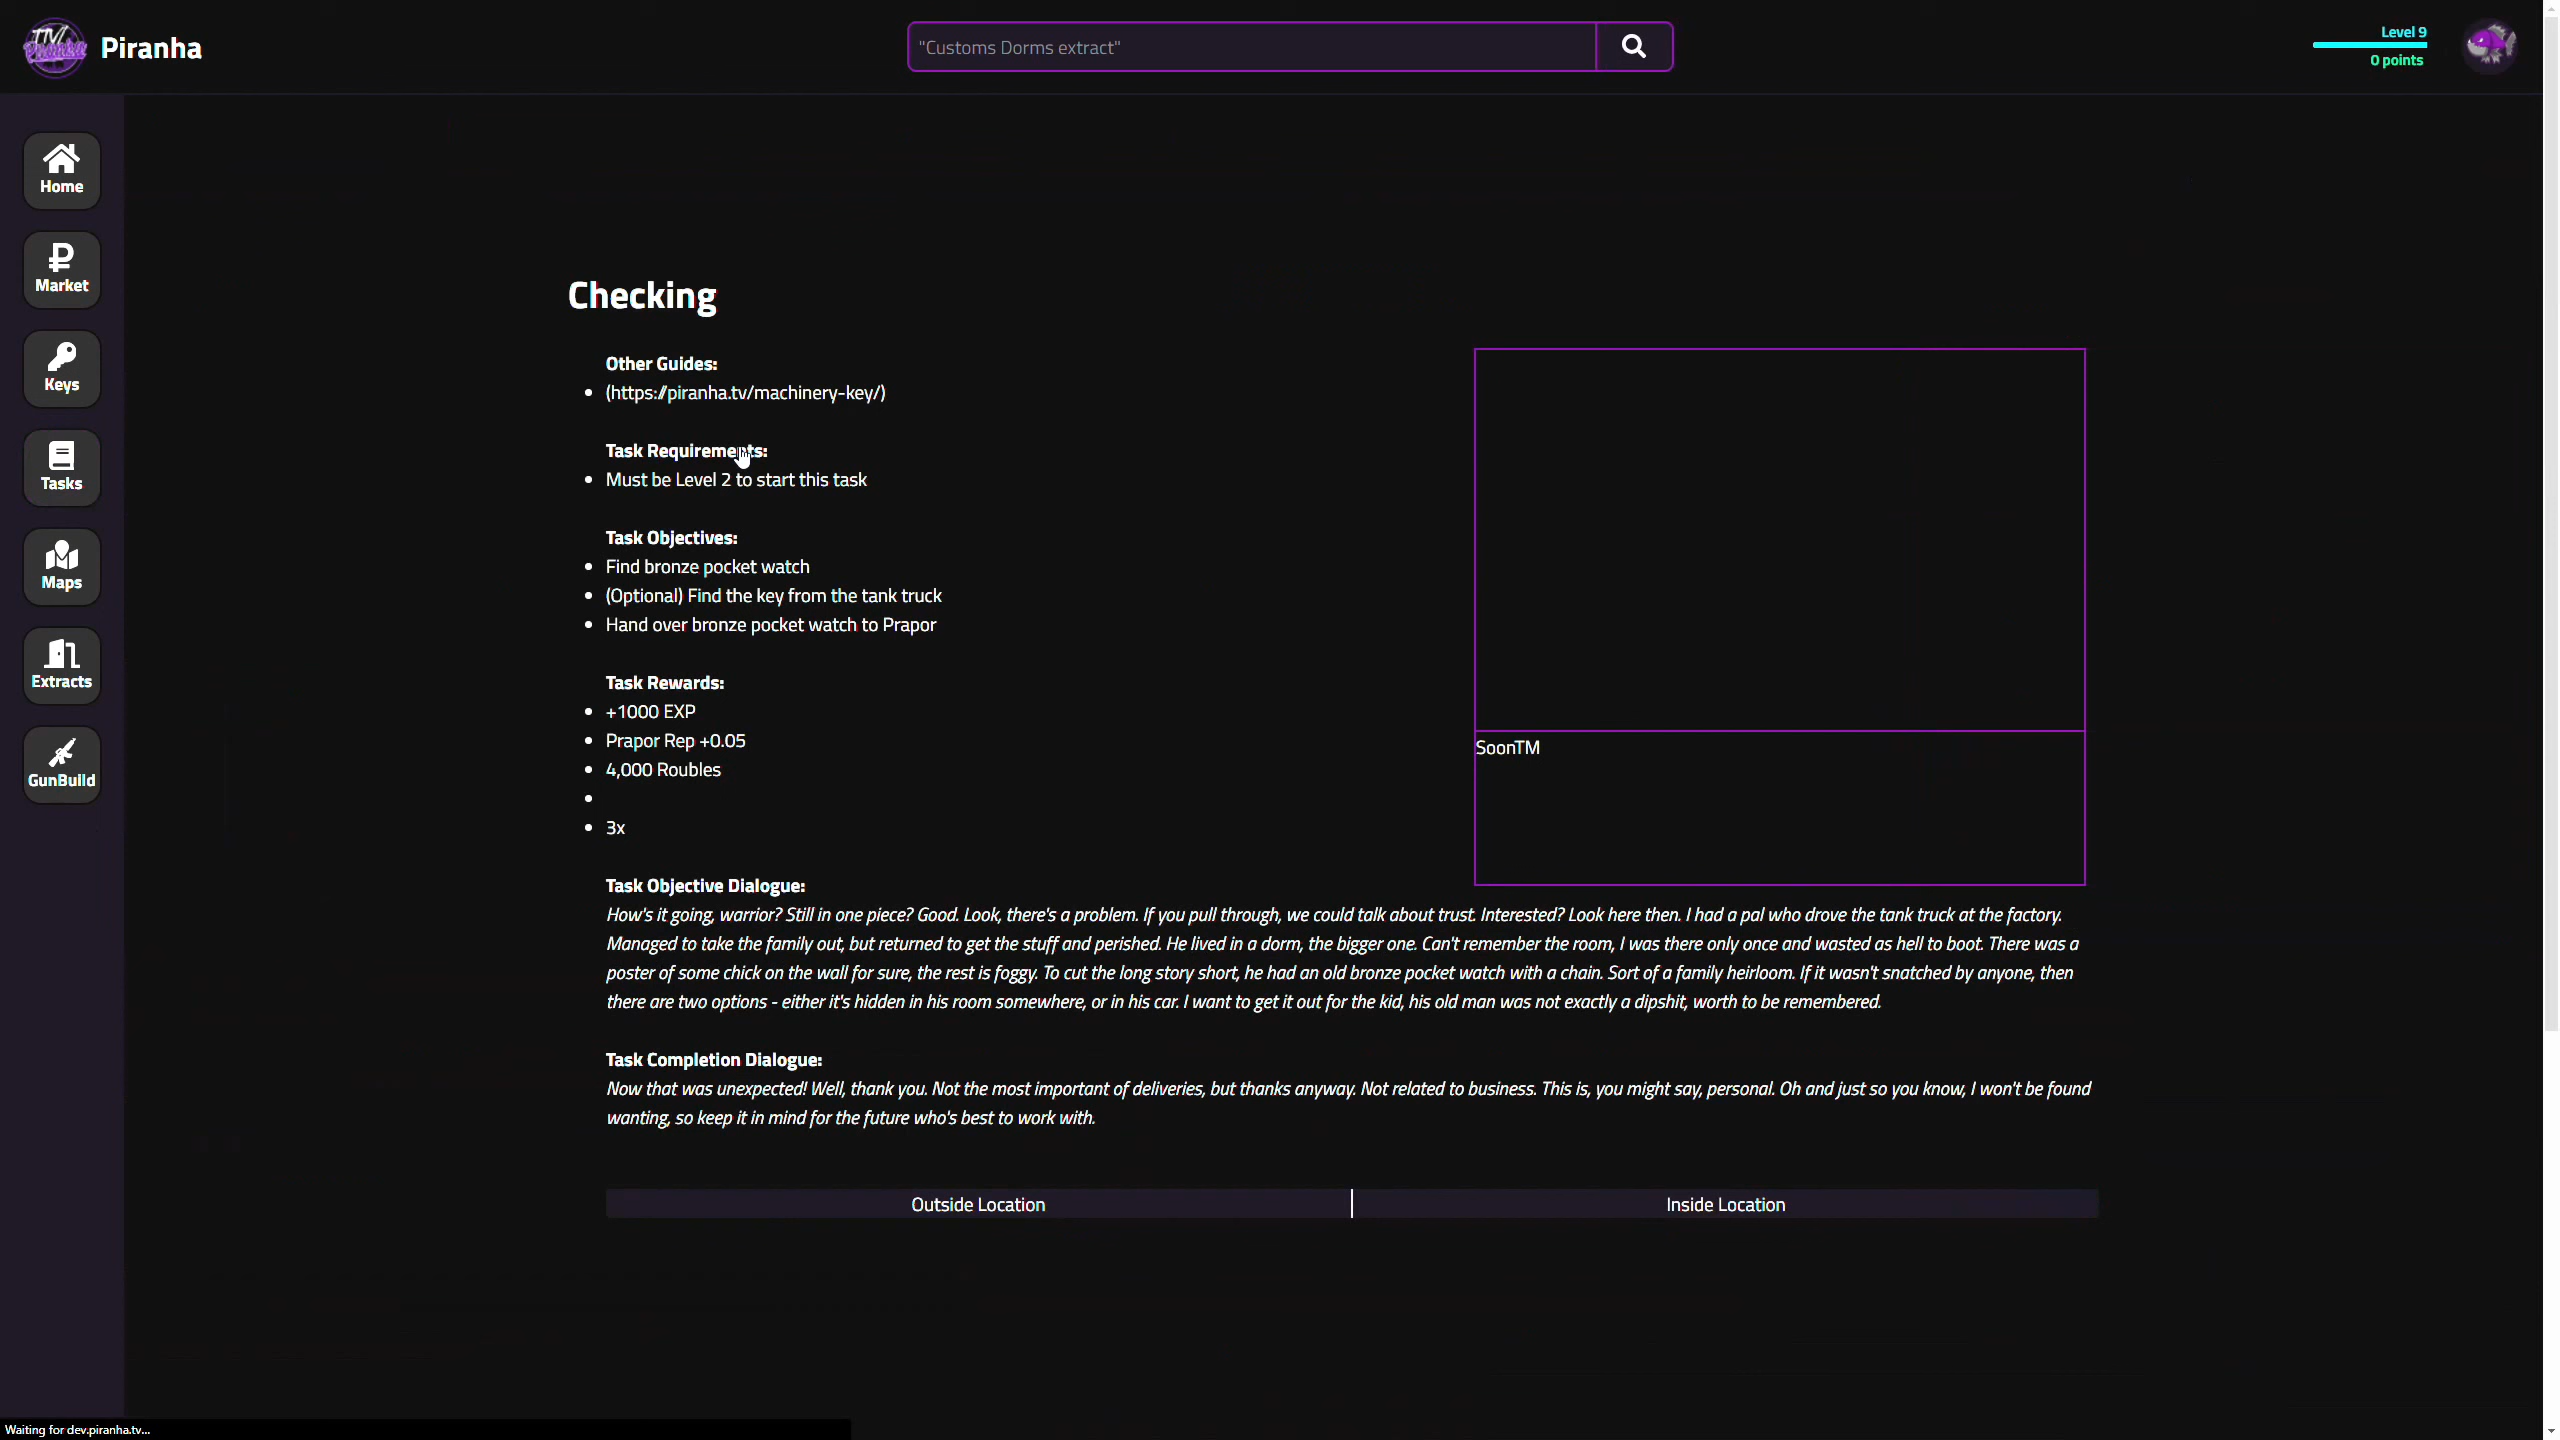 TV
Piranha
Piranha
"Customs Dorms extract"
Level 9
0 points
Home
Market
Keys
Tasks
Maps
Extracts
GunBuild
Checking
Other Guides:
(https://piranha.tv/machinery-key/)
Task Requirements:
Must be Level 2 to start this task
Task Objectives:
Find bronze pocket watch
(Optional) Find the key from the tank truck
Hand over bronze pocket watch to Prapor
Task Rewards:
+1000 EXP
Prapor Rep +0.05
4,000 Roubles
3x
SoonTM
Task Objective Dialogue:
How's it going, warrior? Still in one piece? Good. Look, there's a problem. If you pull through, we could talk about trust. Interested? Look here then. I had a pal who drove the tank truck at the factory.
Managed to take the family out, but returned to get the stuff and perished. He lived in a dorm, the bigger one. Can't remember the room, I was there only once and wasted as hell to boot. There was a
poster of some chick on the wall for sure, the rest is foggy. To cut the long story short, he had an old bronze pocket watch with a chain. Sort of a family heirloom. If it wasn't snatched by anyone, then
there are two options - either it's hidden in his room somewhere, or in his car. I want to get it out for the kid, his old man was not exactly a dipshit, worth to be remembered.
Task Completion Dialogue:
Now that was unexpected! Well, thank you. Not the most important of deliveries, but thanks anyway. Not related to business. This is, you might say, personal. Oh and just so you know, I won't be found
wanting, so keep it in mind for the future who's best to work with.
Outside Location
Inside Location
Waiting for dev.piranha.tv...